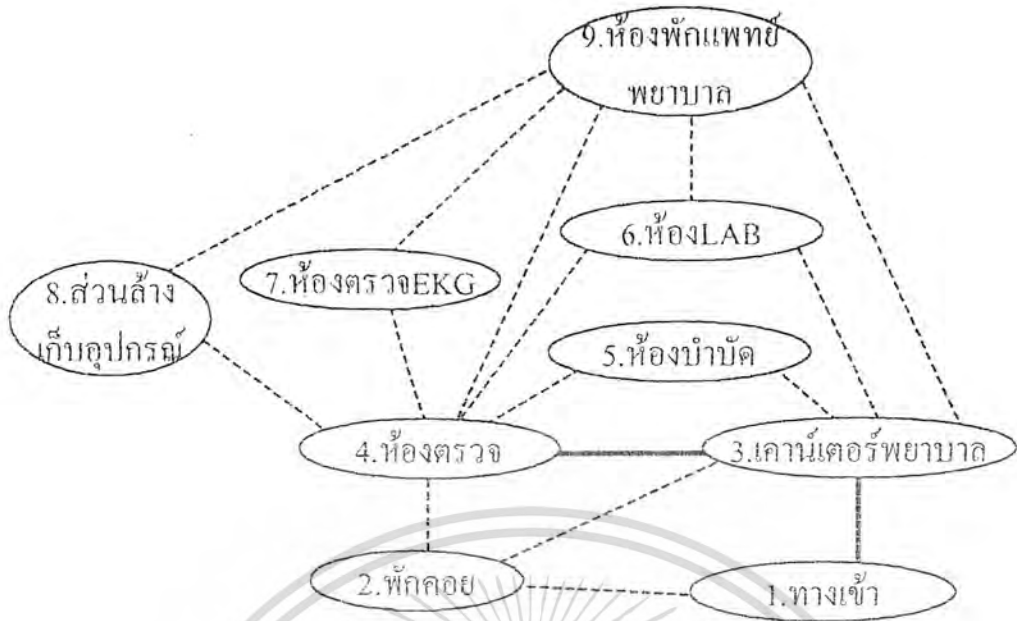 9.ห้องพักแพทย์
พยาบาล
6.ห้องLAB
7.ห้องตรวจEKG
8.ส่วนล้าง
เก็บอุปกรณ์
5.ห้องบำบัด
4.ห้องตรวจ
3.เคาน์เตอร์พยาบาล
2.พักคอย
1.ทางเข้า